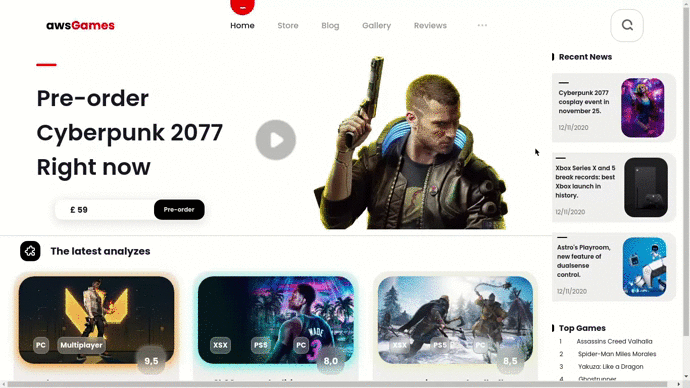 awsGames
Home
Store
Blog
Gallery
Reviews
Pre-order
Cyberpunk 2077
Right now
£ 59
Pre-order
Recent News
Cyberpunk 2077
cosplay event in
november 25.
12/11/2020
Xbox Series X and S
break records: best
Xbox launch in
history.
12/11/2020
Astro's Playroom,
new feature of
dualsense
control.
12/11/2020
The latest analyzes
PC
Multiplayer
9,5
XSX
PS5
PC
8,0
WADE
3
XSX
PS5
PC
8,5
Top Games
1 Assassins Creed Valhalla
2 Spider-Man Miles Morales
3 Yakuza: Like a Dragon
4 Ghostrunner